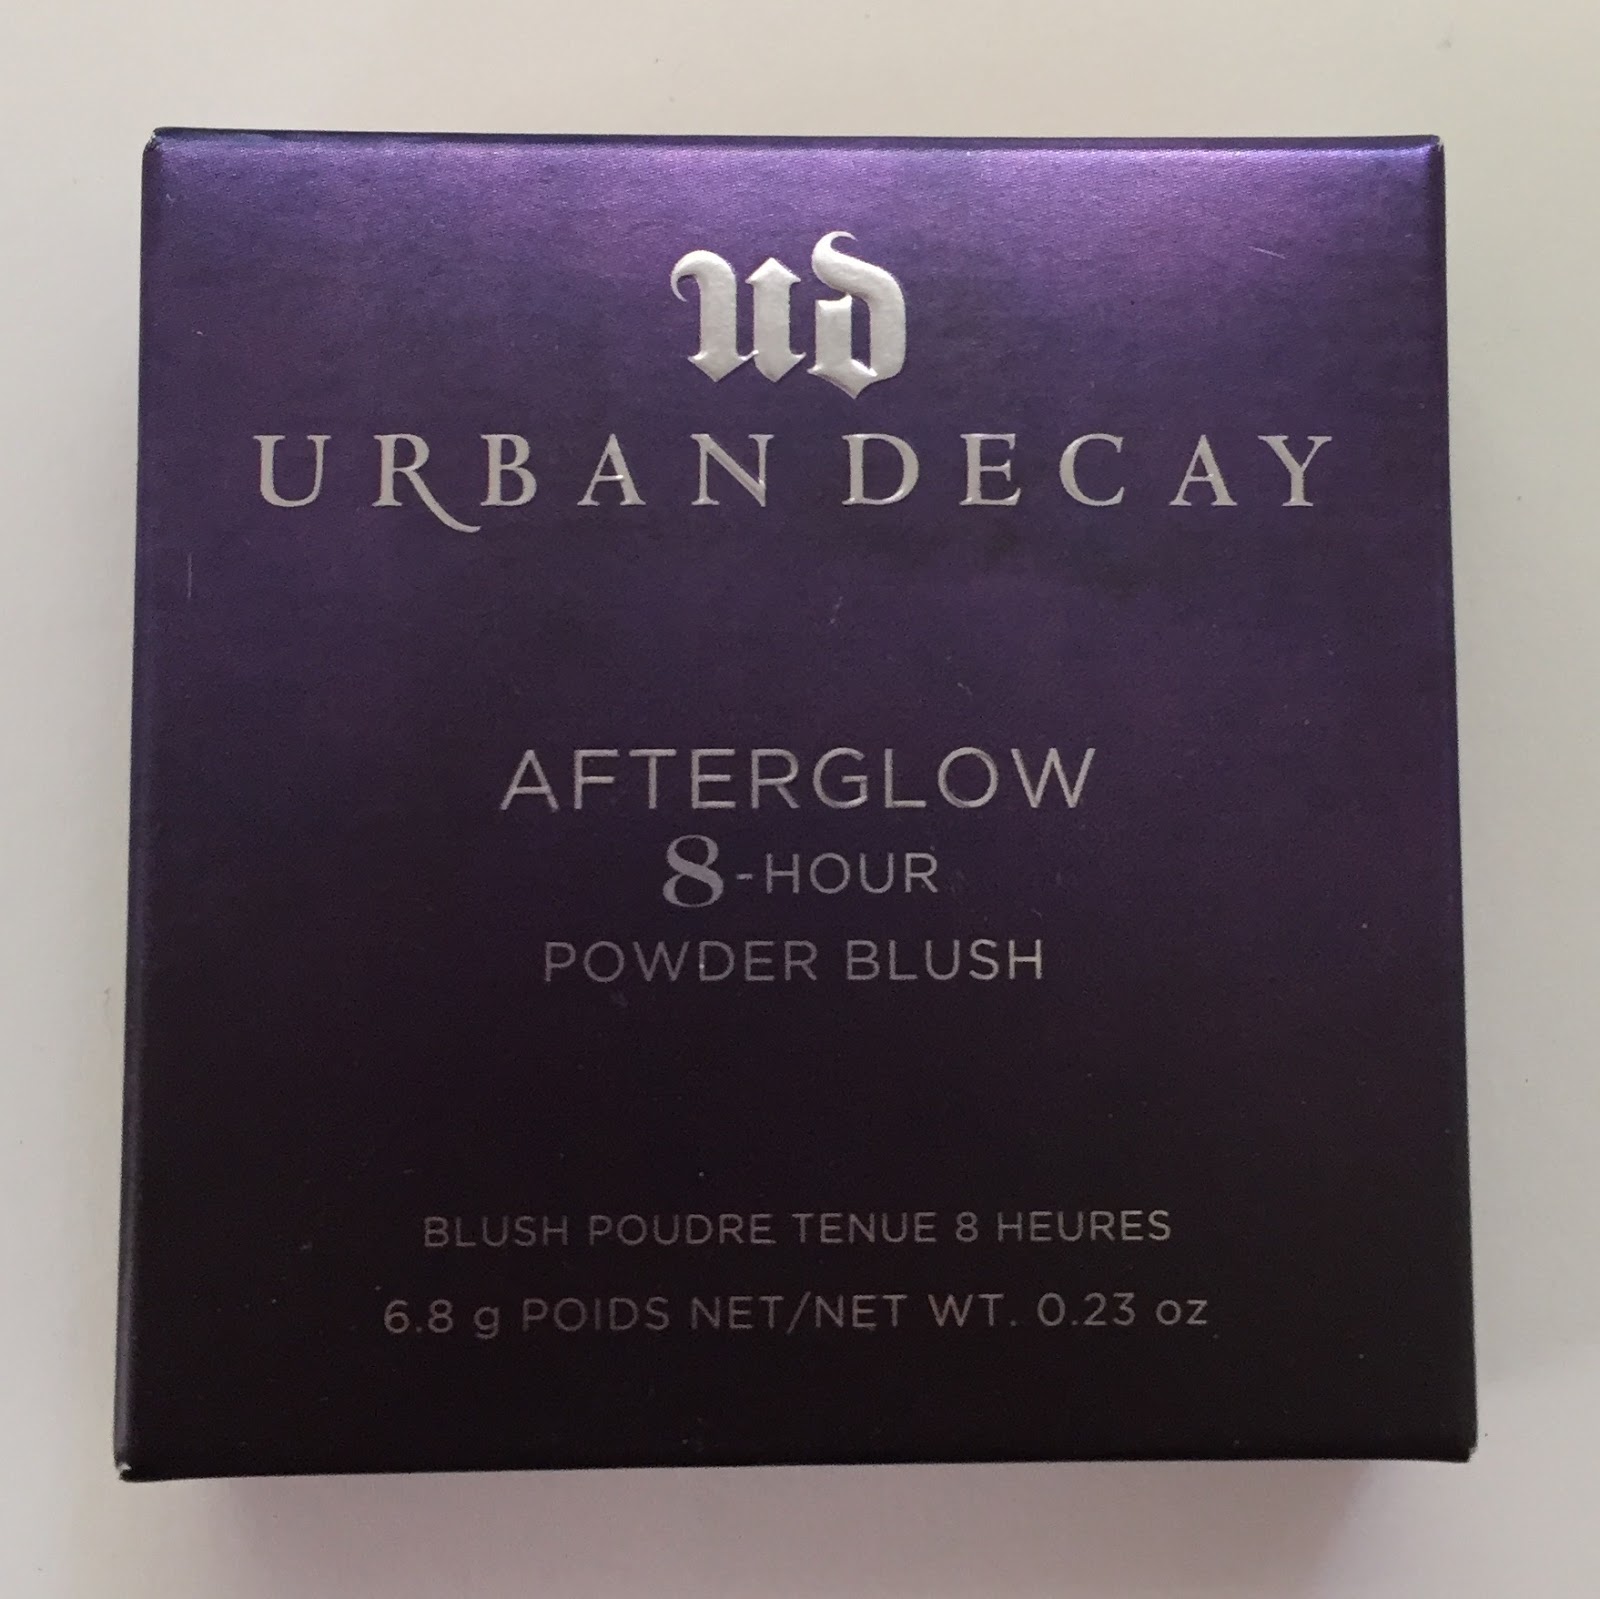 ud
URBAN DECAY
AFTERGLOW
8-HOUR
POWDER BLUSH
BLUSH POUDRE TENUE 8 HEURES
6.8 g POIDS NET/NET WT. 0.23 oz